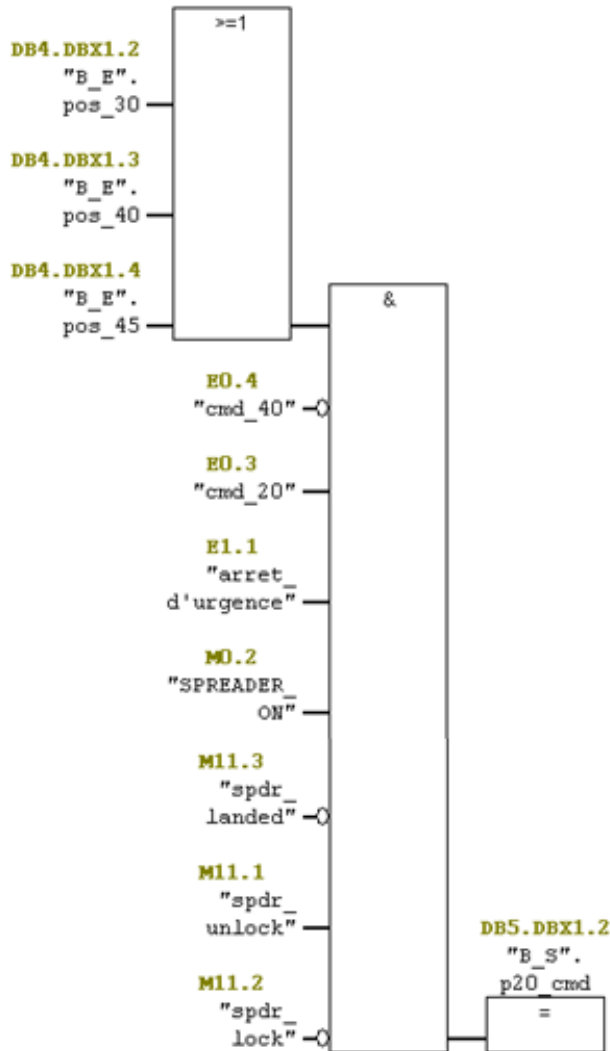 >=1
DB4.DBX1.2
"B_E".
pos_30
DB4.DBX1.3
"B_E".
pos_40
DB4.DBX1.4
"B_E".
pos_45
&
E0.4
"cmd_40"
E0.3
"cmd_20"
E1.1
"arret_
d'urgence"
M0.2
"SPREADER_
ON"
M11.3
"spdr_
landed"
M11.1
"spdr_
unlock"
M11.2
"spdr_
lock"
DB5.DBX1.2
"B_S".
p20_cmd
=